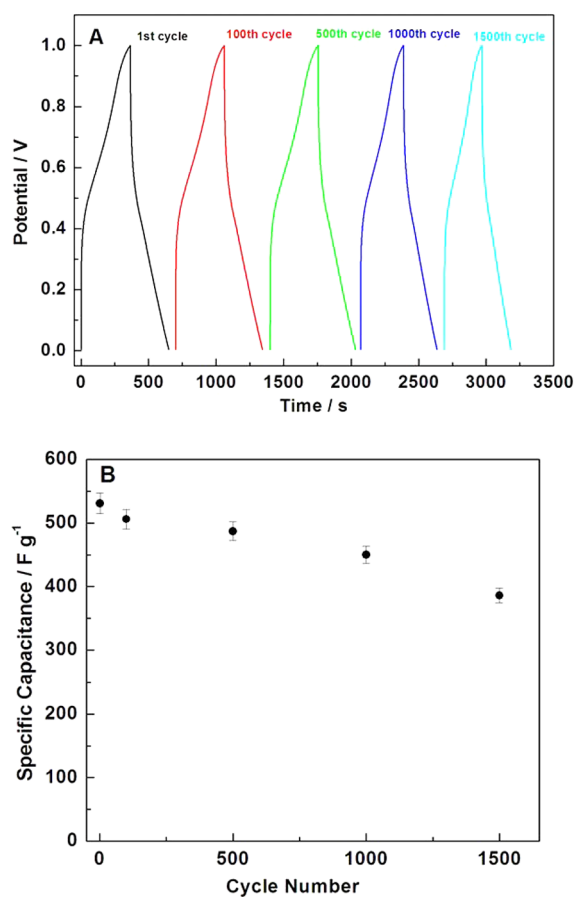 A
1st cycle 100th cycle 500th cycle 1000th cycle 1500th cycle
1.0
0.8
0.6
0.4
0.2
0.0
Potential / V
0 500 1000 1500 2000 2500 3000 3500
Time / s
B
600
500
400
300
200
100
0
Specific Capacitance / F g-1
0 500 1000 1500
Cycle Number